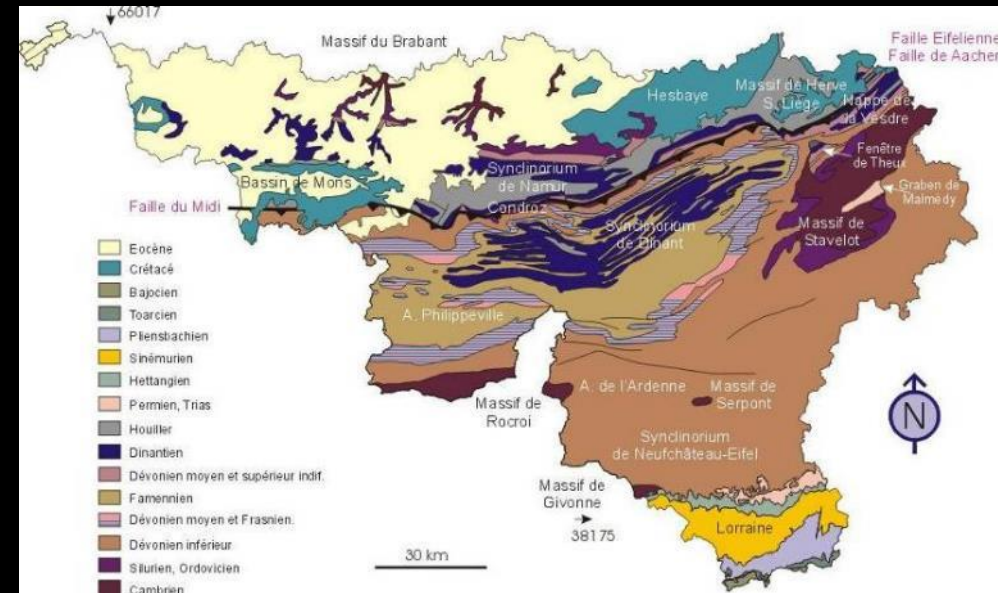 66017
Massif du Brabant
Faille Eifelienne
Faille de Aachen
Hesbaye
Massif de Herve
S. Liège
Nappe de
la Vesdre
Fenêtre
de Theux
Graben de
Malmédy
Massif de
Stavelot
Synclinorium
de Namur
Bassin de Mons
Faille du Midi
Condroz
Synclinorium
de Dinant
A. Philippeville
Massif de
Rocroi
A. de l'Ardenne
Massif de
Serpont
Synclinorium
de Neufchâteau-Eifel
Massif de
Givonne
38175
Lorraine
30 km
N
Eocène
Crétacé
Bajocien
Toarcien
Pliensbachien
Sinémurien
Hettangien
Permien, Trias
Houiller
Dinantien
Dévonien moyen et supérieur indif.
Famennien
Dévonien moyen et Frasnien.
Dévonien inférieur
Silurien, Ordovicien
Cambrien